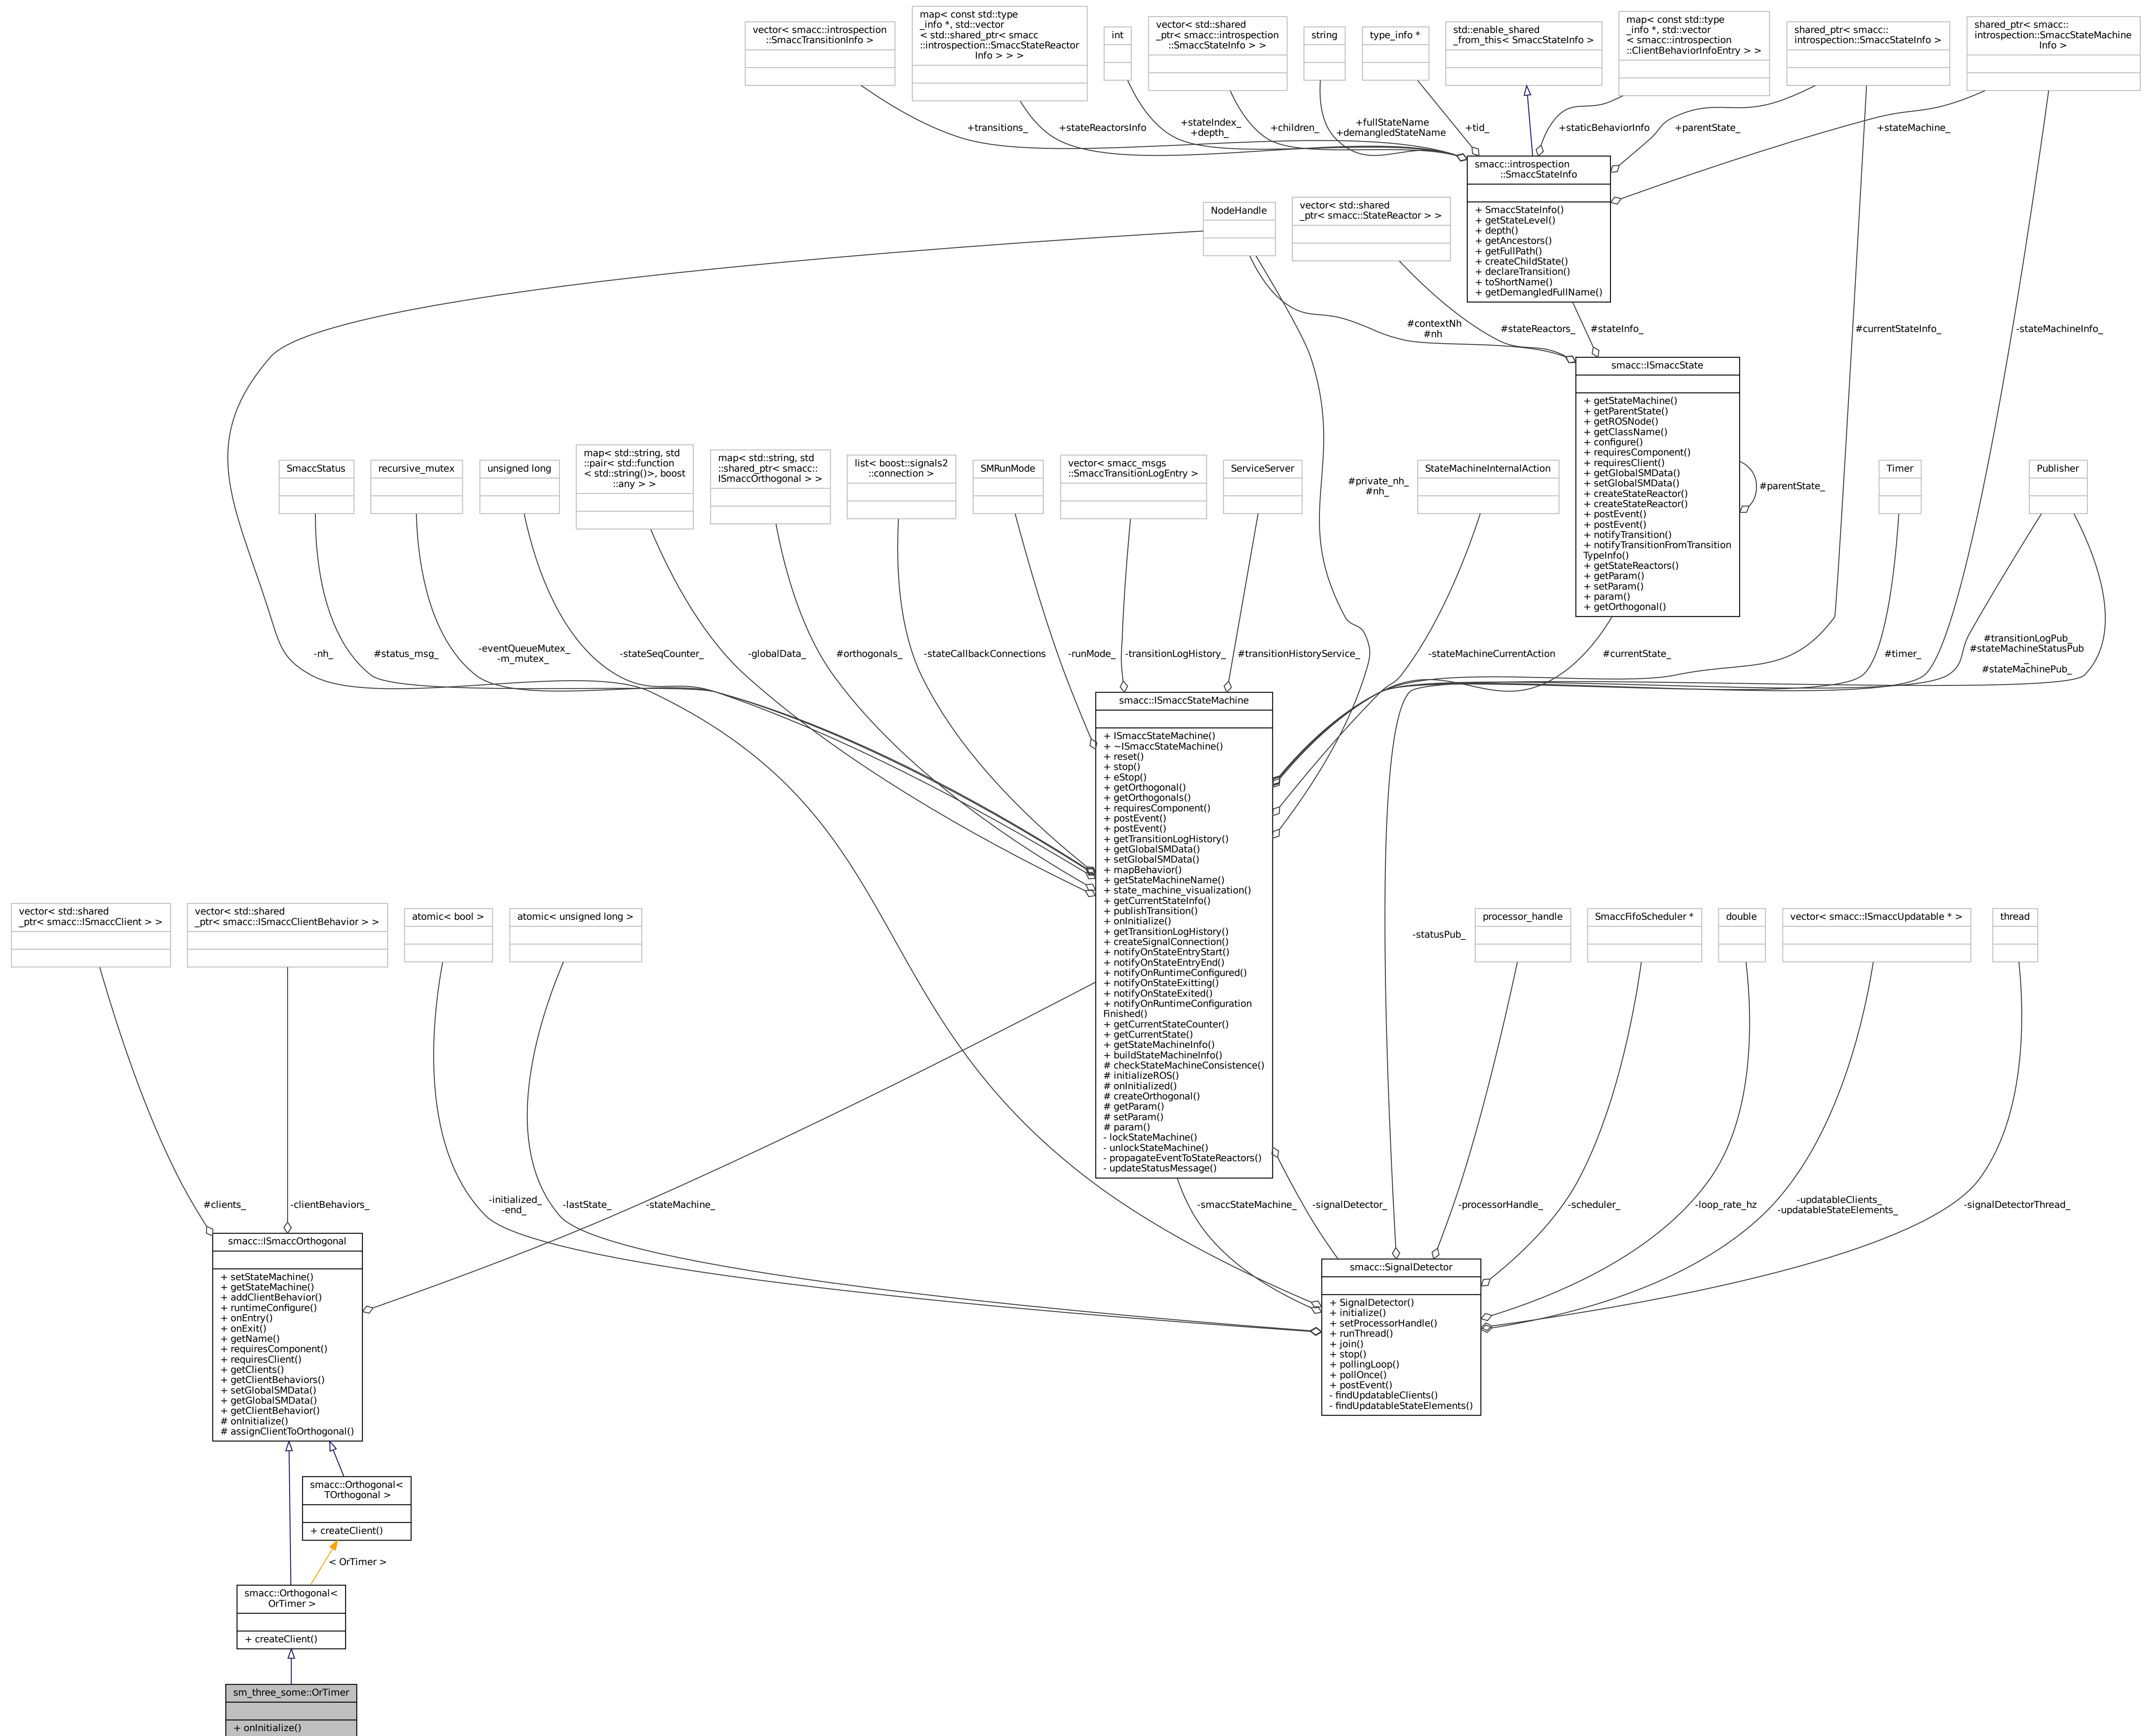 vector< smacc::introspection
::SmaccTransitionInfo >
map< const std::type
_info *, std::vector
< std::shared_ptr< smacc
::introspection::SmaccStateReactor
Info > > >
int
vector< std::shared
_ptr< smacc::introspection
::SmaccStateInfo > >
string
type_info *
std::enable_shared
_from_this< SmaccStateInfo >
map< const std::type
_info *, std::vector
< smacc::introspection
::ClientBehaviorInfoEntry > >
shared_ptr< smacc::
introspection::SmaccStateInfo >
shared_ptr< smacc::
introspection::SmaccStateMachine
Info >
+transitions_
+stateReactorsInfo
+stateIndex_
+depth_
+children_
+fullStateName
+demangledStateName
+tid_
+staticBehaviorInfo
+parentState_
+stateMachine_
smacc::introspection
::SmaccStateInfo
+ SmaccStateInfo()
+ getStateLevel()
+ depth()
+ getAncestors()
+ getFullPath()
+ createChildState()
+ declareTransition()
+ toShortName()
+ getDemangledFullName()
NodeHandle
vector< std::shared
_ptr< smacc::StateReactor > >
#contextNh
#nh
#stateReactors_
#stateInfo_
#currentStateInfo_
-stateMachineInfo_
smacc::ISmaccState
+ getStateMachine()
+ getParentState()
+ getROSNode()
+ getClassName()
+ configure()
+ requiresComponent()
+ requiresClient()
+ getGlobalSMData()
+ setGlobalSMData()
+ createStateReactor()
+ createStateReactor()
+ postEvent()
+ postEvent()
+ notifyTransition()
+ notifyTransitionFromTransition
TypeInfo()
+ getStateReactors()
+ getParam()
+ setParam()
+ param()
+ getOrthogonal()
#parentState_
SmaccStatus
recursive_mutex
unsigned long
map< std::string, std
::pair< std::function
< std::string()>, boost
::any > >
map< std::string, std
::shared_ptr< smacc::
ISmaccOrthogonal > >
list< boost::signals2
::connection >
SMRunMode
vector< smacc_msgs
::SmaccTransitionLogEntry >
ServiceServer
#private_nh_
#nh_
StateMachineInternalAction
Timer
Publisher
-nh_
#status_msg_
-eventQueueMutex_
-m_mutex_
-stateSeqCounter_
-globalData_
#orthogonals_
-stateCallbackConnections
-runMode_
-transitionLogHistory_
#transitionHistoryService_
-stateMachineCurrentAction
#currentState_
#timer_
#transitionLogPub_
#stateMachineStatusPub
_
#stateMachinePub_
smacc::ISmaccStateMachine
+ ISmaccStateMachine()
+ ~ISmaccStateMachine()
+ reset()
+ stop()
+ eStop()
+ getOrthogonal()
+ getOrthogonals()
+ requiresComponent()
+ postEvent()
+ postEvent()
+ getTransitionLogHistory()
+ getGlobalSMData()
+ setGlobalSMData()
+ mapBehavior()
+ getStateMachineName()
+ state_machine_visualization()
+ getCurrentStateInfo()
+ publishTransition()
+ onInitialize()
+ getTransitionLogHistory()
+ createSignalConnection()
+ notifyOnStateEntryStart()
+ notifyOnStateEntryEnd()
+ notifyOnRuntimeConfigured()
+ notifyOnStateExitting()
+ notifyOnStateExited()
+ notifyOnRuntimeConfiguration
Finished()
+ getCurrentStateCounter()
+ getCurrentState()
+ getStateMachineInfo()
+ buildStateMachineInfo()
# checkStateMachineConsistence()
# initializeROS()
# onInitialized()
# createOrthogonal()
# getParam()
# setParam()
# param()
- lockStateMachine()
- unlockStateMachine()
- propagateEventToStateReactors()
- updateStatusMessage()
vector< std::shared
_ptr< smacc::ISmaccClient > >
vector< std::shared
_ptr< smacc::ISmaccClientBehavior > >
atomic< bool >
atomic< unsigned long >
-statusPub_
processor_handle
SmaccFifoScheduler *
double
vector< smacc::ISmaccUpdatable * >
thread
#clients_
-clientBehaviors_
-initialized_
-end_
-lastState_
-stateMachine_
-smaccStateMachine_
-signalDetector_
-processorHandle_
-scheduler_
-loop_rate_hz
-updatableClients_
-updatableStateElements_
-signalDetectorThread_
smacc::ISmaccOrthogonal
+ setStateMachine()
+ getStateMachine()
+ addClientBehavior()
+ runtimeConfigure()
+ onEntry()
+ onExit()
+ getName()
+ requiresComponent()
+ requiresClient()
+ getClients()
+ getClientBehaviors()
+ setGlobalSMData()
+ getGlobalSMData()
+ getClientBehavior()
# onInitialize()
# assignClientToOrthogonal()
smacc::SignalDetector
+ SignalDetector()
+ initialize()
+ setProcessorHandle()
+ runThread()
+ join()
+ stop()
+ pollingLoop()
+ pollOnce()
+ postEvent()
- findUpdatableClients()
- findUpdatableStateElements()
smacc::Orthogonal<
TOrthogonal >
+ createClient()
< OrTimer >
smacc::Orthogonal<
OrTimer >
+ createClient()
sm_three_some::OrTimer
+ onInitialize()